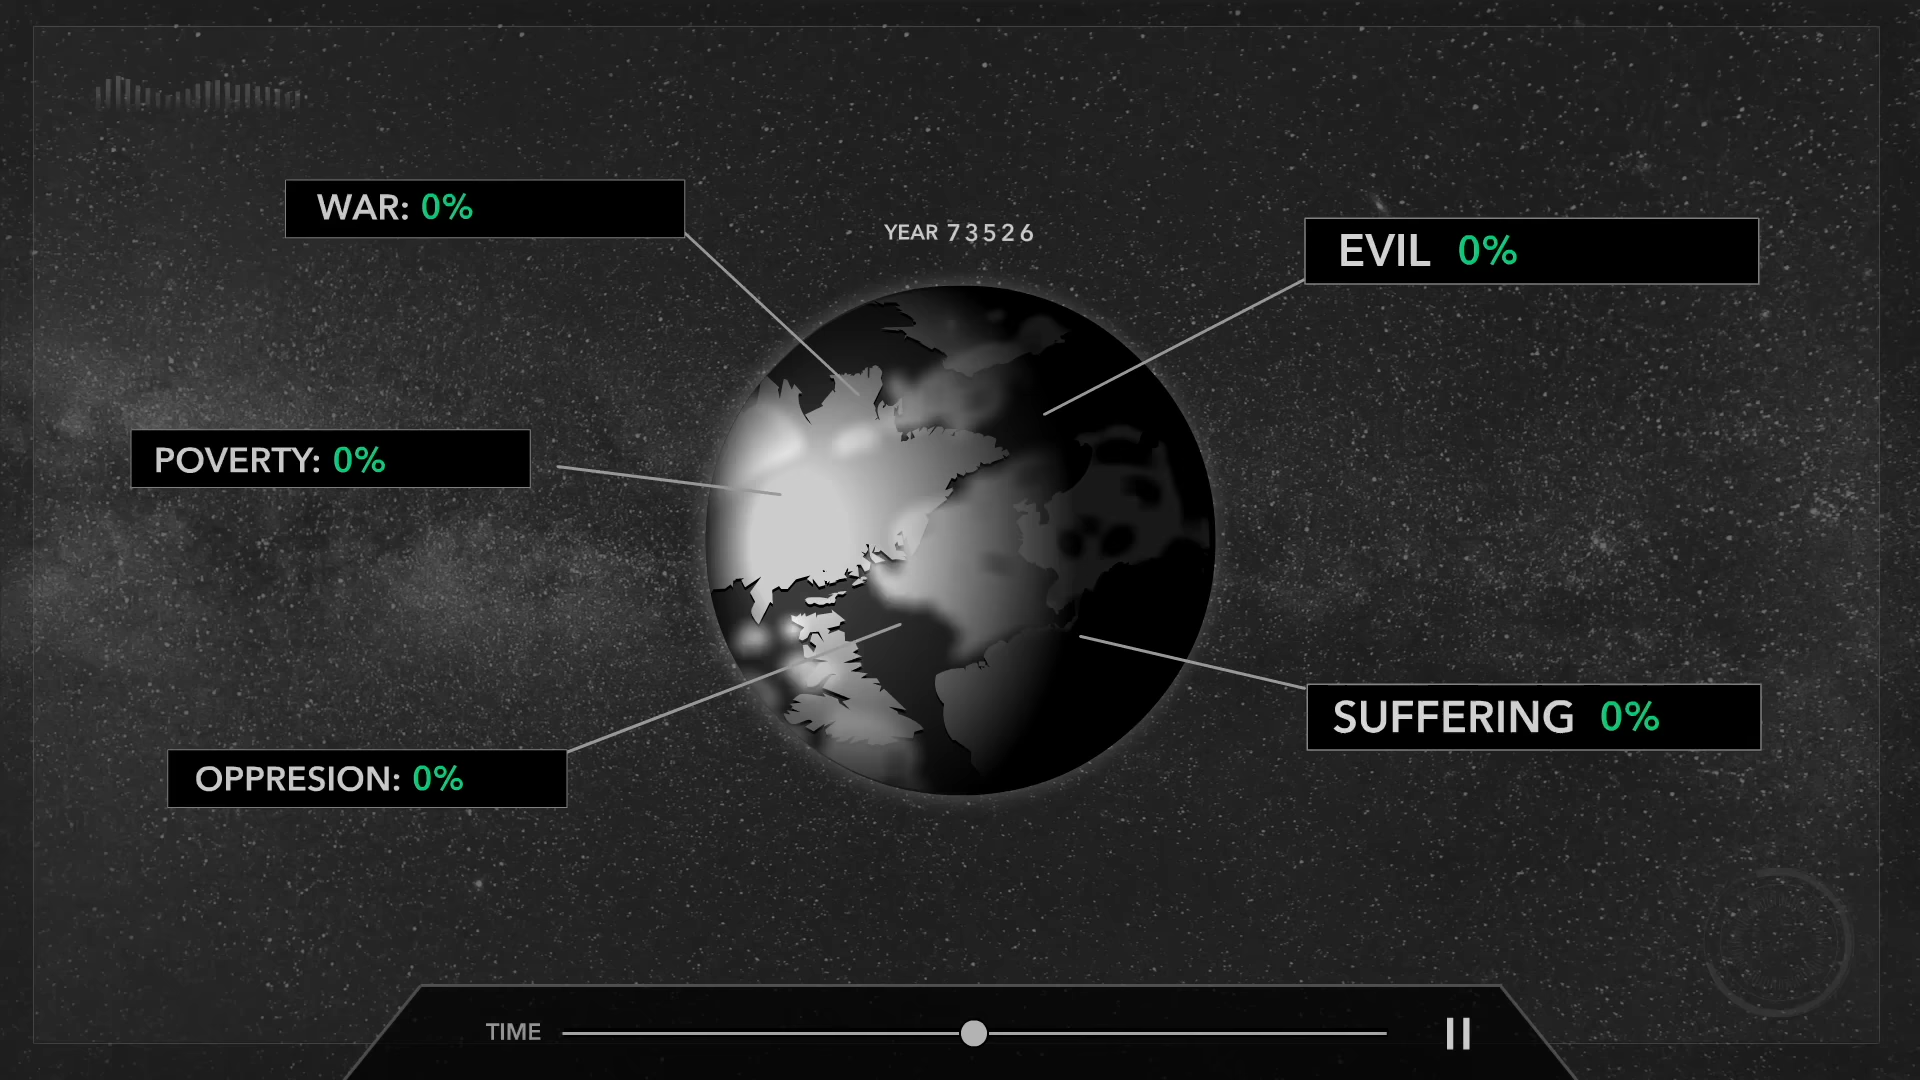 WAR: 0%
YEAR 73526
EVIL 0%
POVERTY: 0%
SUFFERING 0%
OPPRESION: 0%
TIME